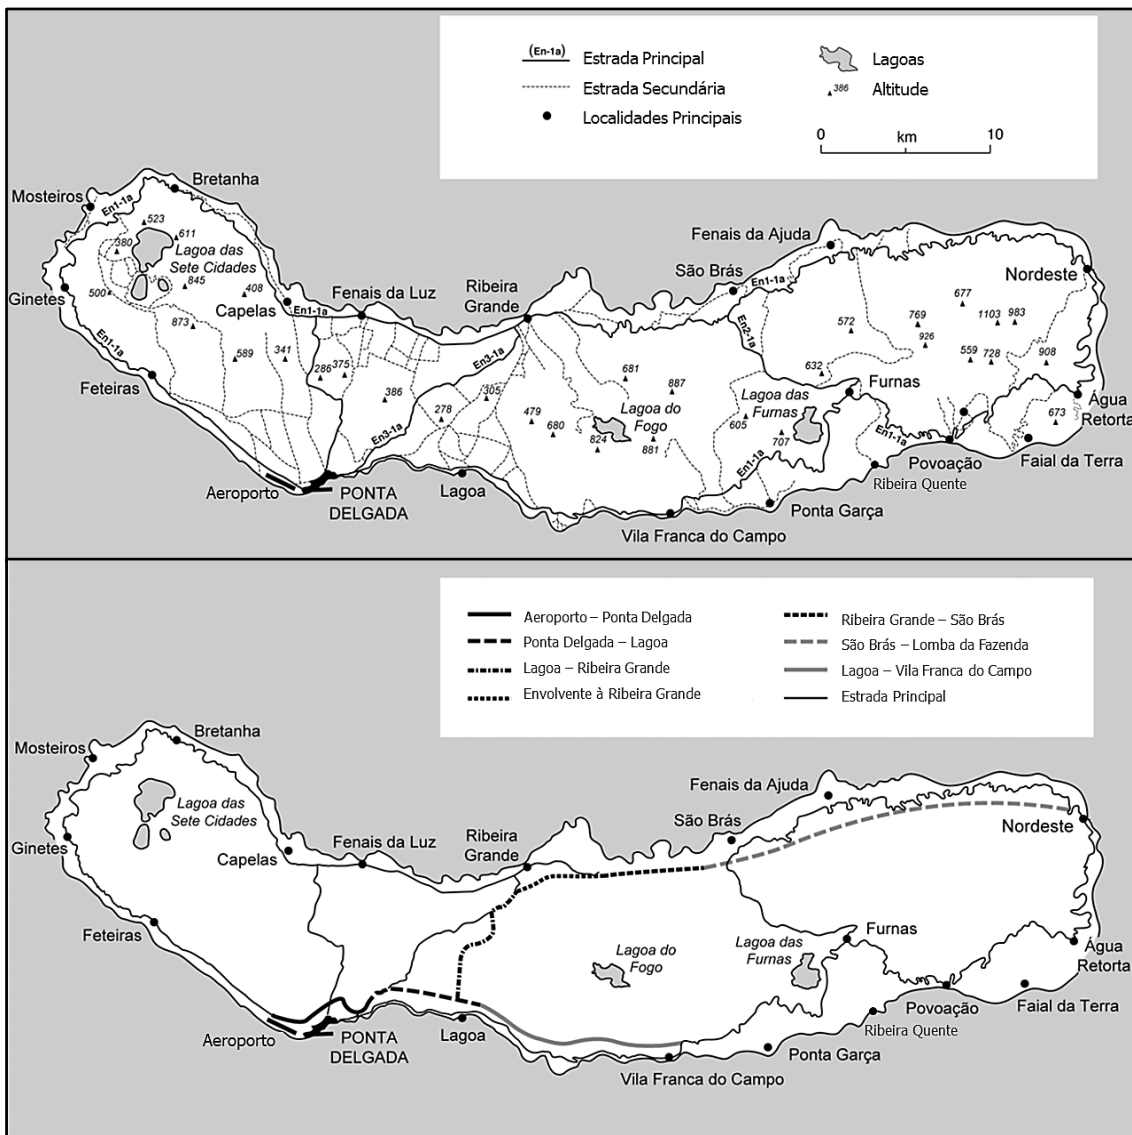 (En-1a)
Estrada Principal
Lagoas
Estrada Secundária
386
Altitude
Localidades Principais
0
km
10
Bretanha
Mosteiros
En1-1a
523
611
380
Lagoa das
Sete Cidades
845
500
408
Ginetes
Capelas
En1-1a
Fenais da Luz
Ribeira
Grande
São Brás
Fenais da Ajuda
En1-1a
Nordeste
873
En1-1a
589
341
286
375
386
Feteiras
En3-1a
En3-1a
305
278
En2-1a
572
769
926
677
1103
983
559
728
908
632
681
887
479
680
Lagoa do
Fogo
824
881
Lagoa das
Furnas
605
707
Furnas
En1-1a
En1-1a
673
Água
Retorta
Aeroporto
PONTA
DELGADA
Lagoa
Vila Franca do Campo
Ponta Garça
Ribeira Quente
Povoação
Faial da Terra
Aeroporto – Ponta Delgada
Ponta Delgada – Lagoa
Lagoa – Ribeira Grande
Envolvente à Ribeira Grande
Ribeira Grande – São Brás
São Brás – Lomba da Fazenda
Lagoa – Vila Franca do Campo
Estrada Principal
Bretanha
Mosteiros
Lagoa das
Sete Cidades
Ginetes
Capelas
Fenais da Luz
Ribeira
Grande
São Brás
Fenais da Ajuda
Nordeste
Feteiras
Lagoa do
Fogo
Lagoa das
Furnas
Furnas
Água
Retorta
Aeroporto
PONTA
DELGADA
Lagoa
Vila Franca do Campo
Ponta Garça
Ribeira Quente
Povoação
Faial da Terra